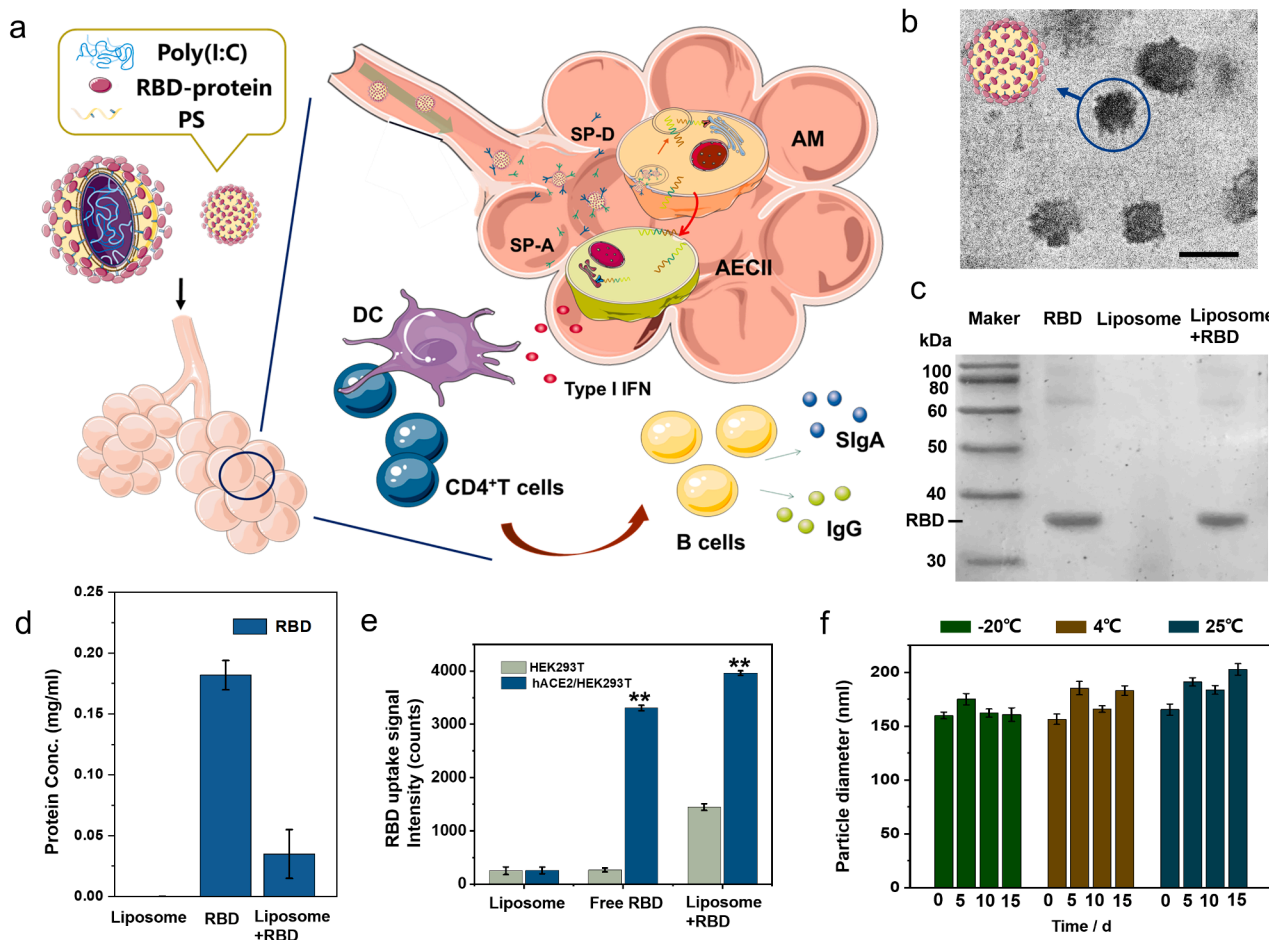 a
Poly(I:C)
RBD-protein
PS
SP-D
AM
SP-A
AECII
DC
Type I IFN
CD4⁺T cells
B cells
SIgA
IgG
b
c
Maker RBD Liposome Liposome
+RBD
kDa
100
80
60
50
40
RBD
30
d
0.25
0.20
0.15
0.10
0.05
0.00
Protein Conc. (mg/ml)
RBD
Liposome RBD Liposome
+RBD
e
4000
3000
2000
1000
0
RBD uptake signal
Intensity (counts)
HEK293T
hACE2/HEK293T
**
**
Liposome Free RBD Liposome
+RBD
f
-20℃ 4℃ 25℃
200
150
100
50
0
Particle diameter (nml)
0 5 10 15 0 5 10 15 0 5 10 15
Time / d